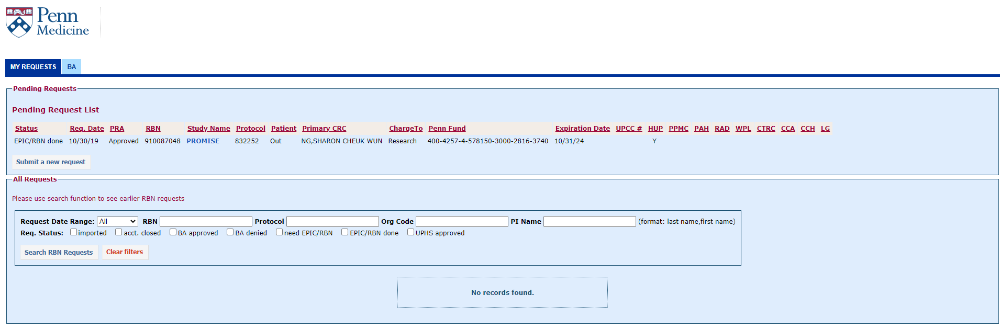 Penn
Medicine
MY REQUESTS BA
Pending Requests
Pending Request List
Status Req. Date PRA RBN Study Name Protocol Patient Primary CRC ChargeTo Penn Fund Expiration Date UPCC # HUP PPMC PAH RAD WPL CTRC CCA CCH LG
EPIC/RBN done 10/30/19 Approved 910087048 PROMISE 832252 Out NG,SHARON CHEUK WUN Research 400-4257-4-578150-3000-2816-3740 10/31/24 Y
Submit a new request
All Requests
Please use search function to see earlier RBN requests
Request Date Range: All RBN Protocol Org Code PI Name (format: last name,first name)
Req. Status: imported acct. closed BA approved BA denied need EPIC/RBN EPIC/RBN done UPHS approved
Search RBN Requests Clear filters
No records found.